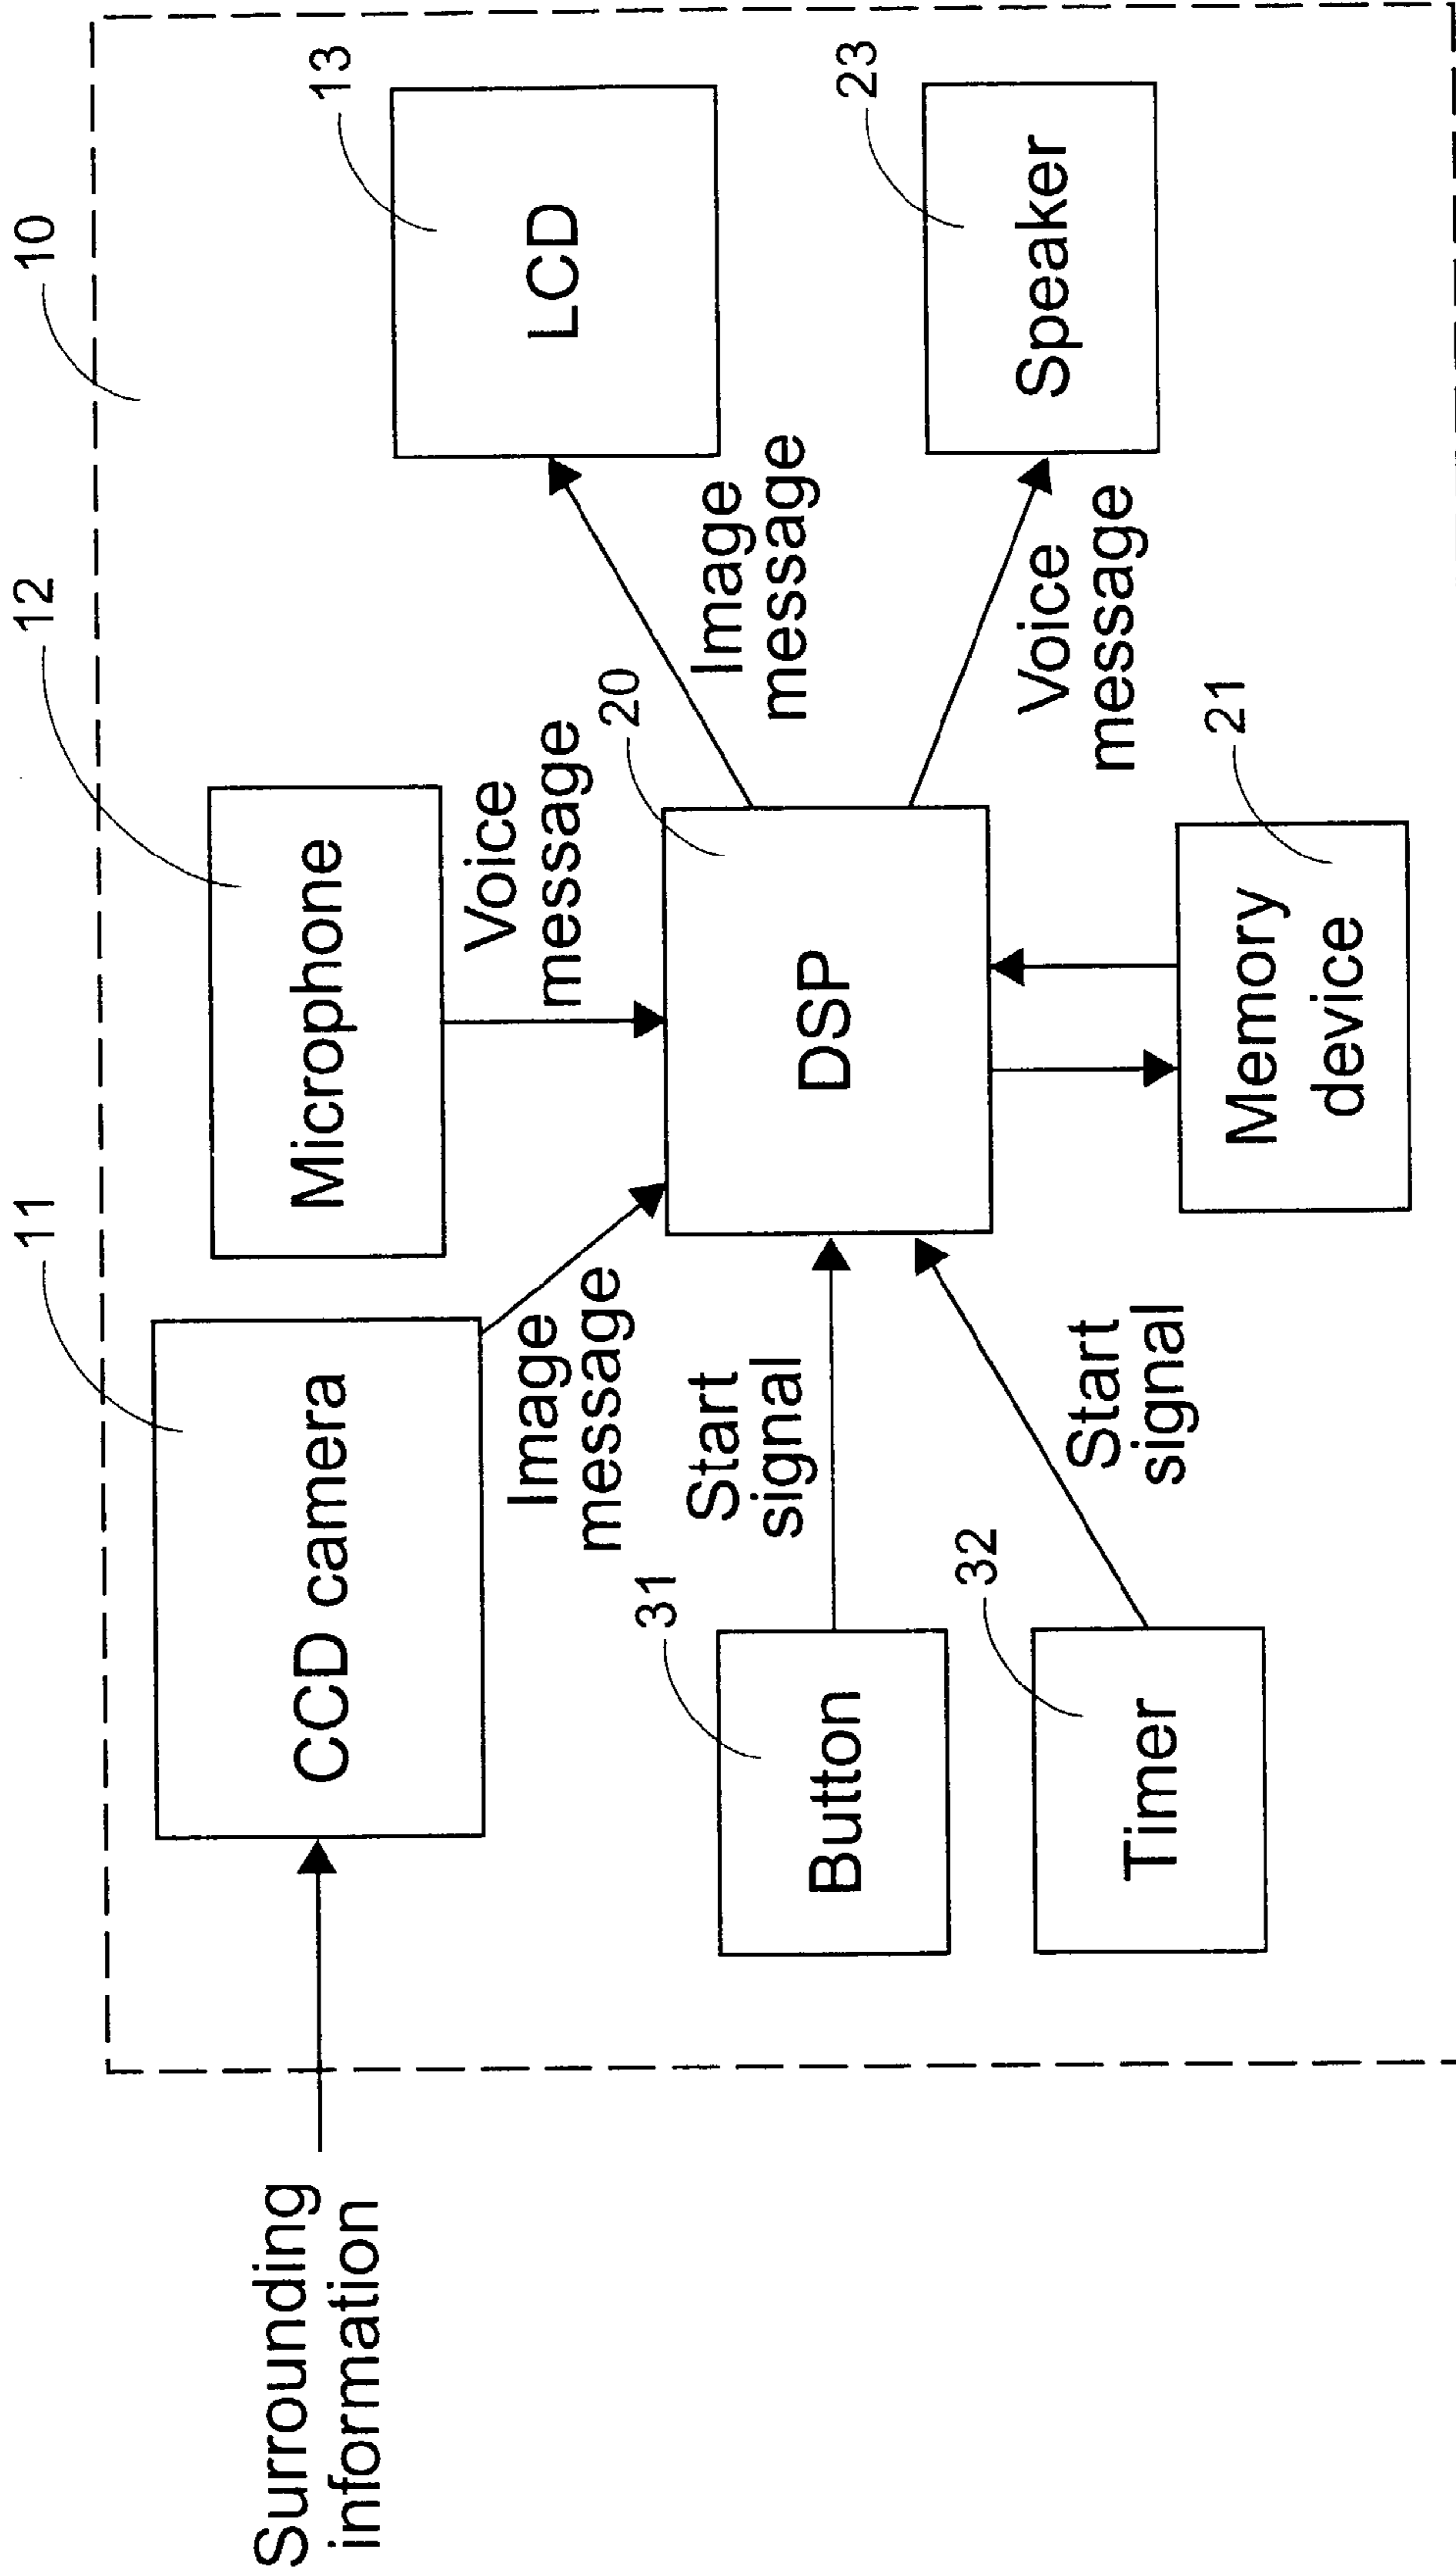 10
11
12
13
Surrounding
information
CCD camera
Microphone
LCD
Image
message
Voice
message
20
Image
message
31
Button
Start
signal
DSP
23
Speaker
Voice
message
32
Timer
Start
signal
21
Memory
device